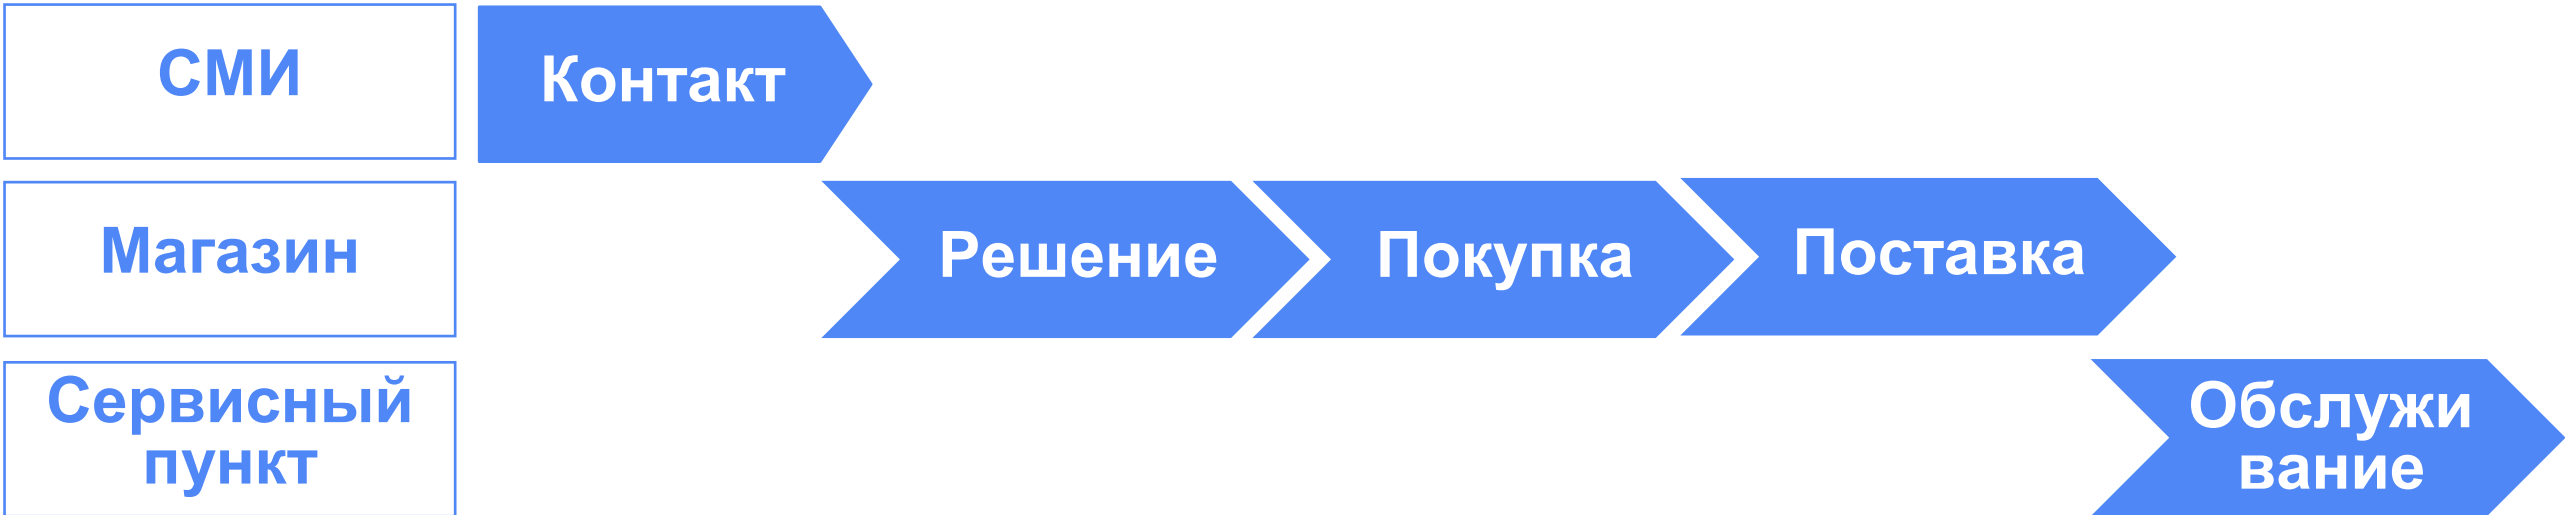 СМИ
Контакт
Магазин
Решение
Покупка
Поставка
Сервисный
пункт
Обслужи
вание